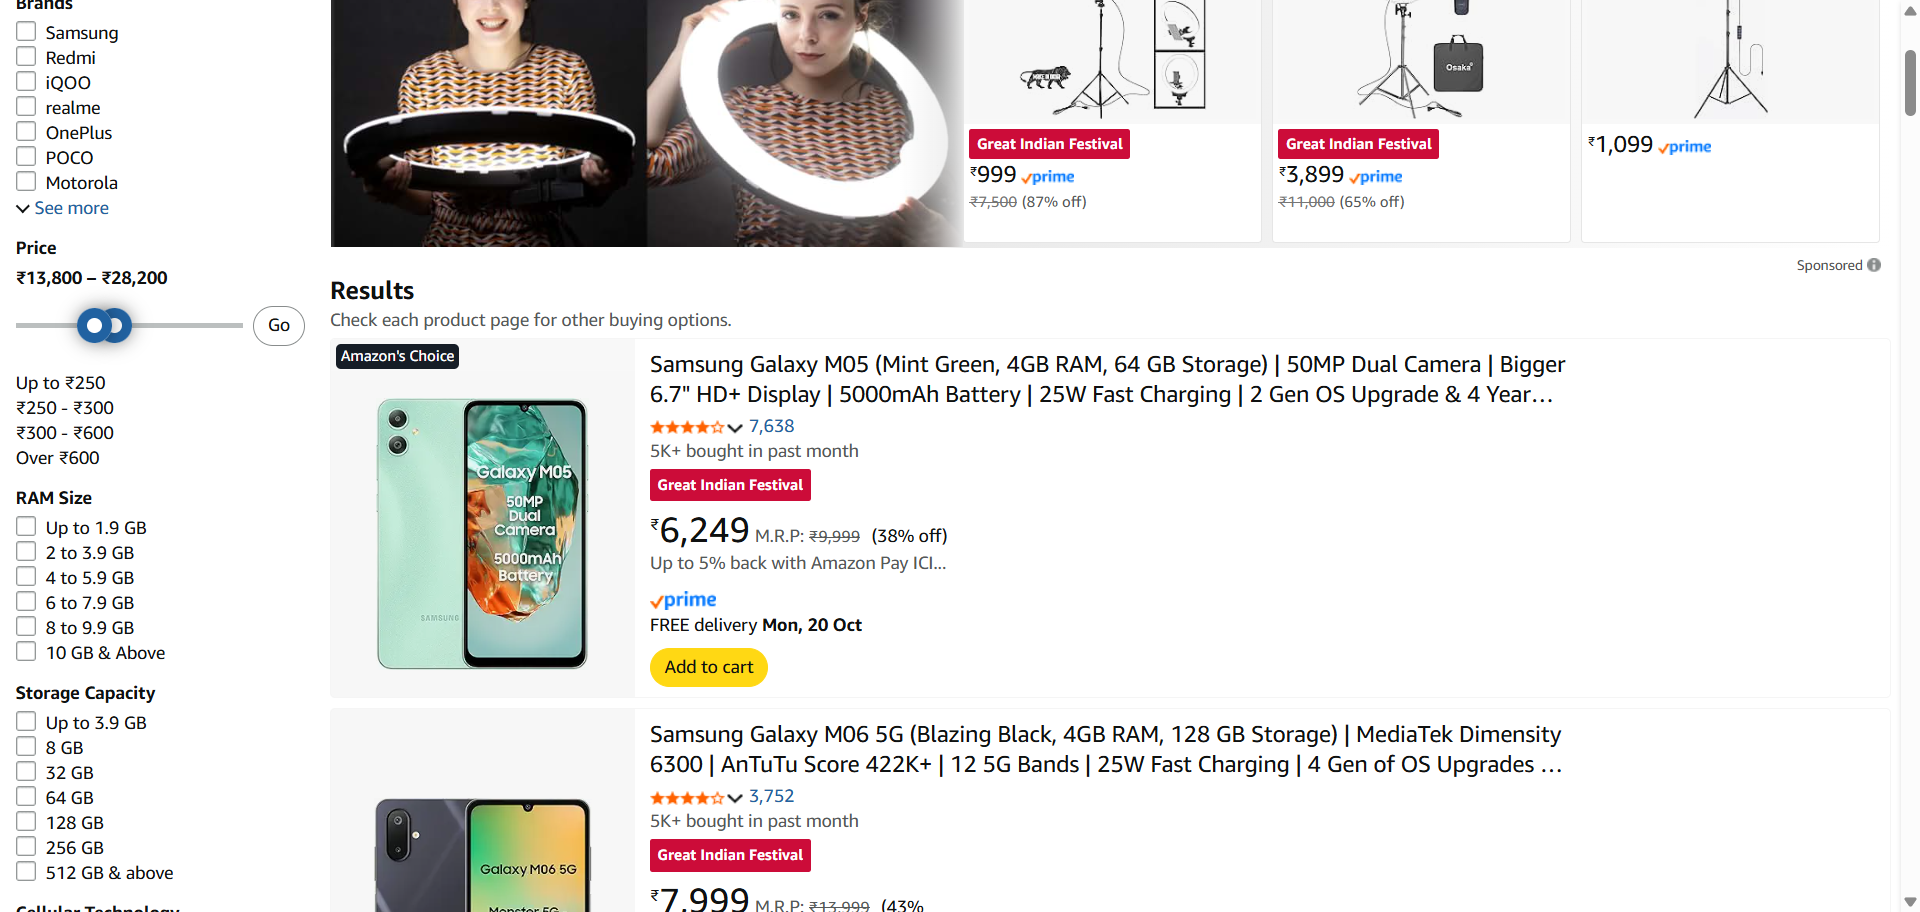 Brands
Samsung
Redmi
iQOO
realme
OnePlus
POCO
Motorola
See more
Price
₹13,800 – ₹28,200
Go
Up to ₹250
₹250 - ₹300
₹300 - ₹600
Over ₹600
RAM Size
Up to 1.9 GB
2 to 3.9 GB
4 to 5.9 GB
6 to 7.9 GB
8 to 9.9 GB
10 GB & Above
Storage Capacity
Up to 3.9 GB
8 GB
32 GB
64 GB
128 GB
256 GB
512 GB & above
Cellular Technology
MAKE IN INDIA
Great Indian Festival
₹999 prime
₹7,500 (87% off)
Osaka
Great Indian Festival
₹3,899 prime
₹11,000 (65% off)
₹1,099 prime
Sponsored
Results
Check each product page for other buying options.
Amazon's Choice
Galaxy M05
50MP
Dual
Camera
5000mAh
Battery
SAMSUNG
Samsung Galaxy M05 (Mint Green, 4GB RAM, 64 GB Storage) | 50MP Dual Camera | Bigger
6.7" HD+ Display | 5000mAh Battery | 25W Fast Charging | 2 Gen OS Upgrade & 4 Year…
7,638
5K+ bought in past month
Great Indian Festival
₹6,249 M.R.P: ₹9,999 (38% off)
Up to 5% back with Amazon Pay ICI…
prime
FREE delivery Mon, 20 Oct
Add to cart
Galaxy M06 5G
Monster 5G
Samsung Galaxy M06 5G (Blazing Black, 4GB RAM, 128 GB Storage) | MediaTek Dimensity
6300 | AnTuTu Score 422K+ | 12 5G Bands | 25W Fast Charging | 4 Gen of OS Upgrades …
3,752
5K+ bought in past month
Great Indian Festival
₹7,999 M.R.P: ₹13,999 (43%